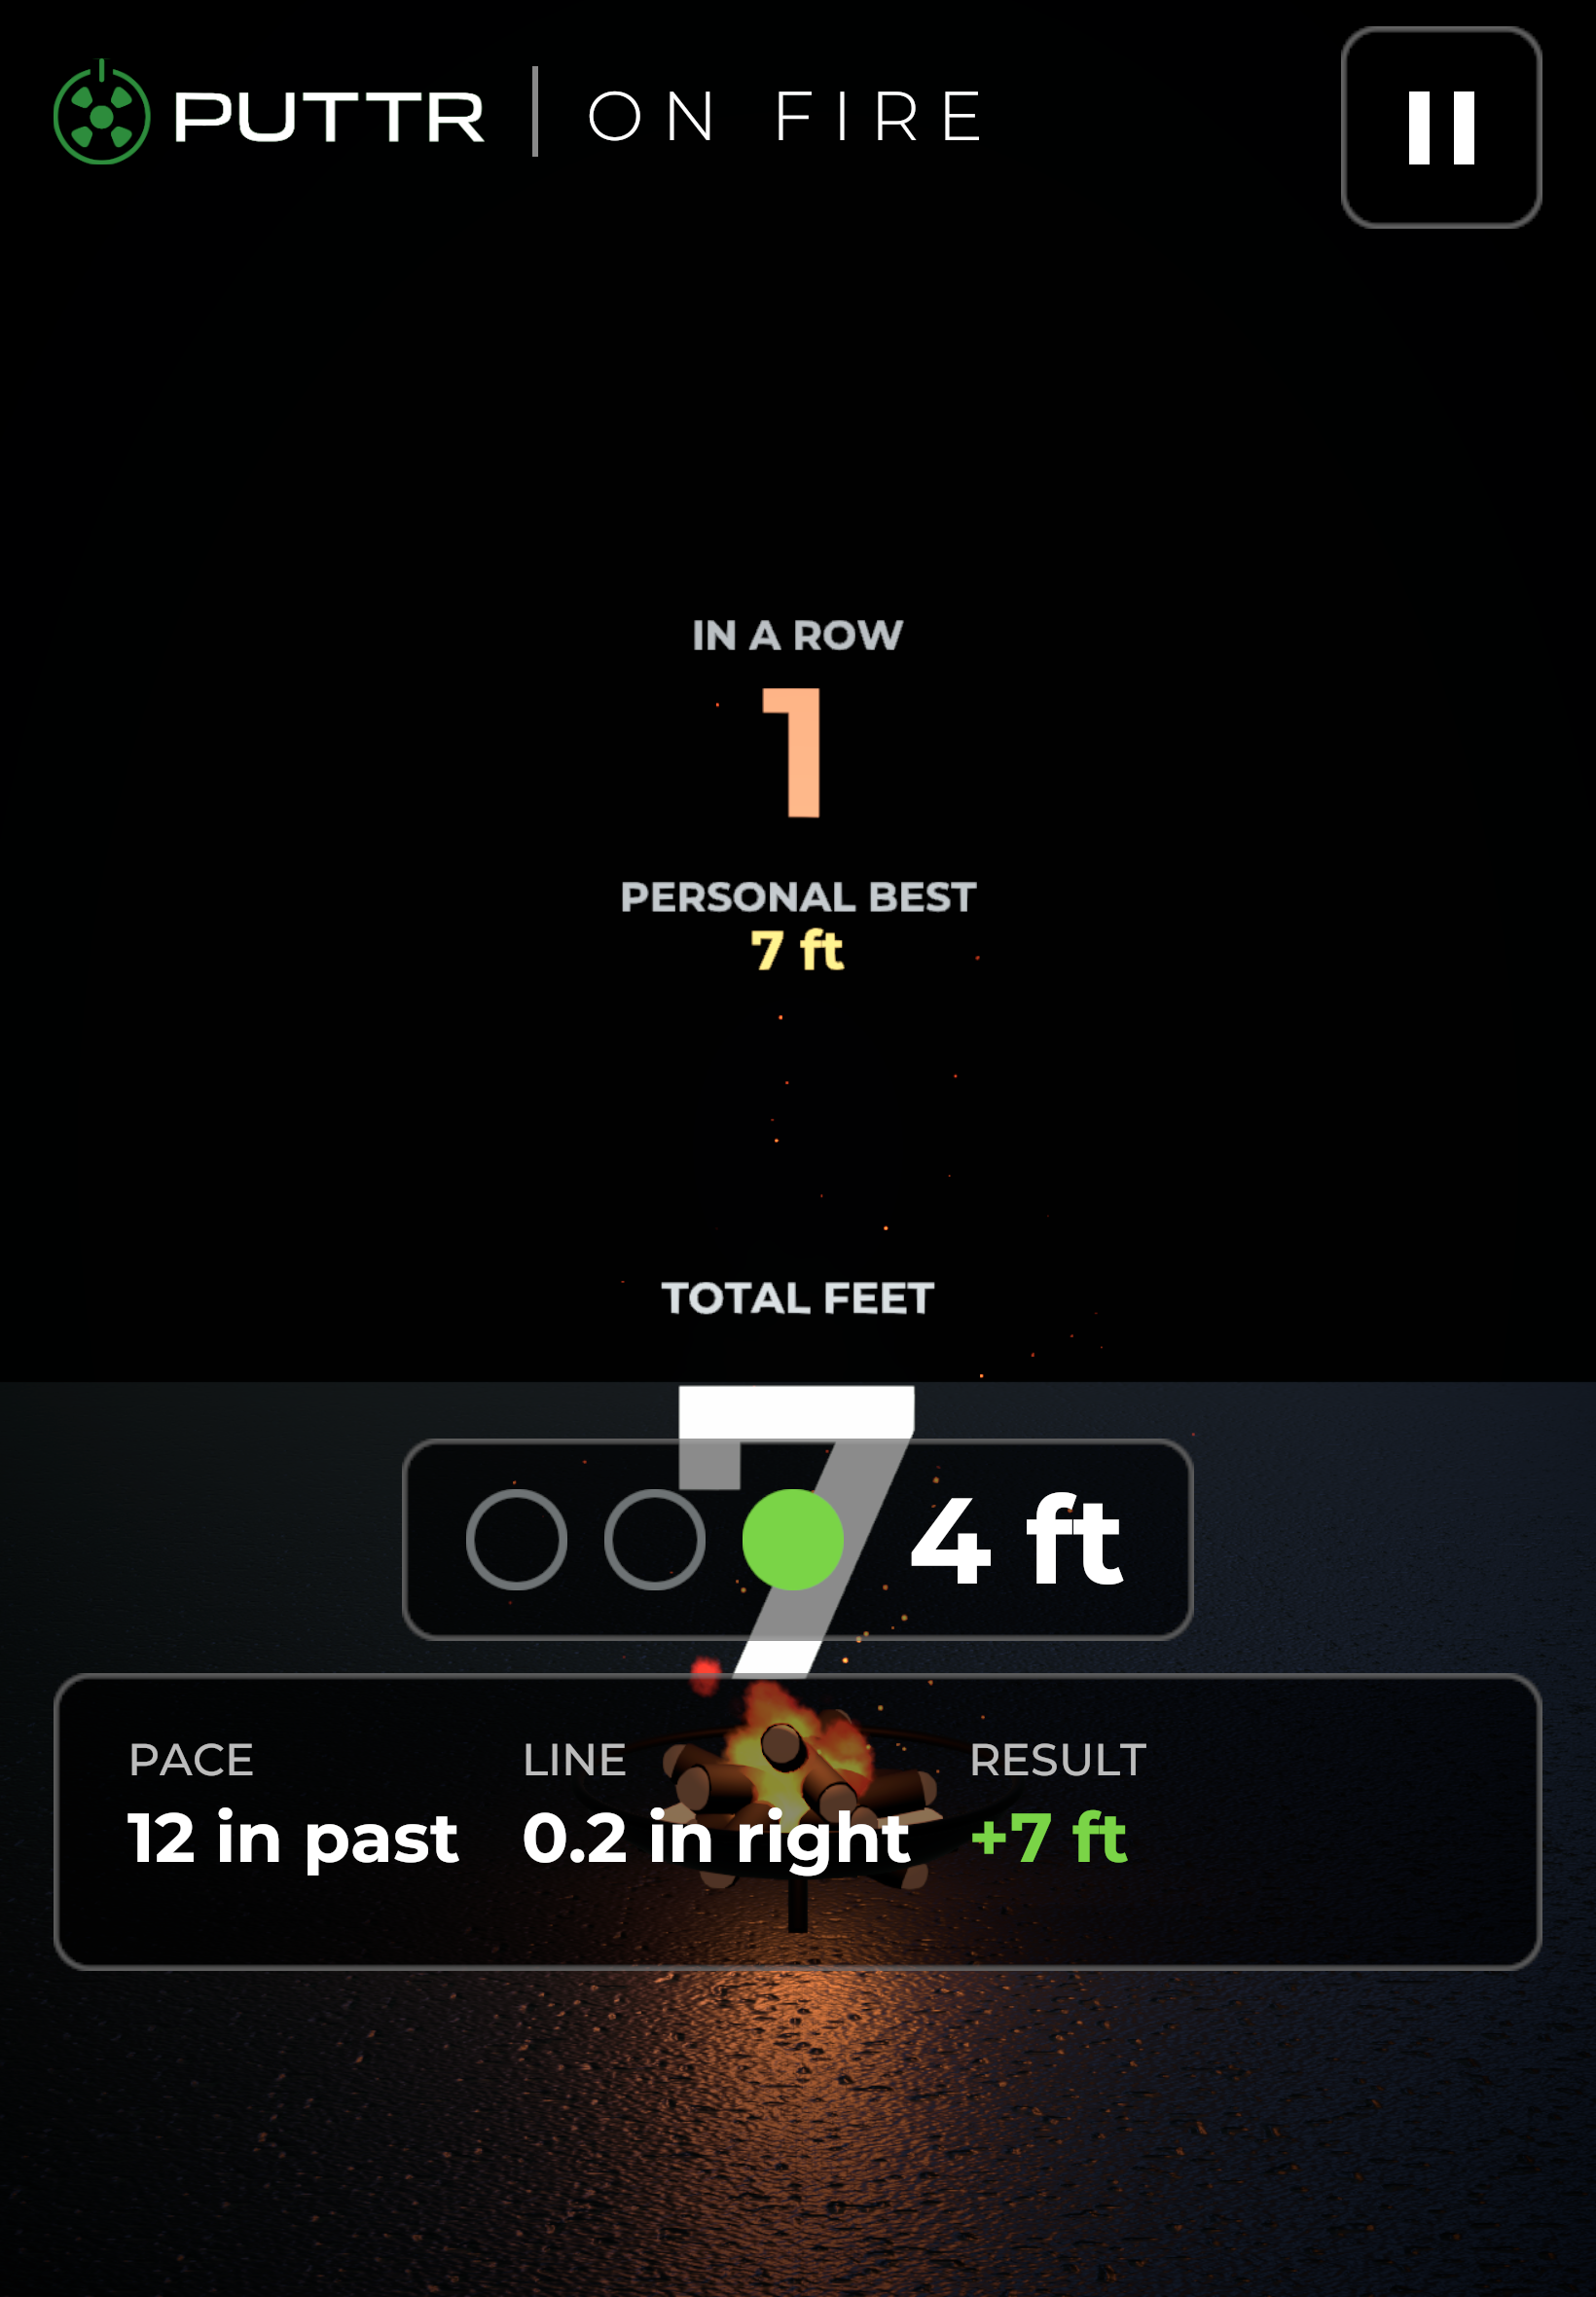 PUTTR | ON FIRE
IN A ROW
1
PERSONAL BEST
7 ft
TOTAL FEET
7
4 ft
PACE LINE RESULT
12 in past 0.2 in right +7 ft